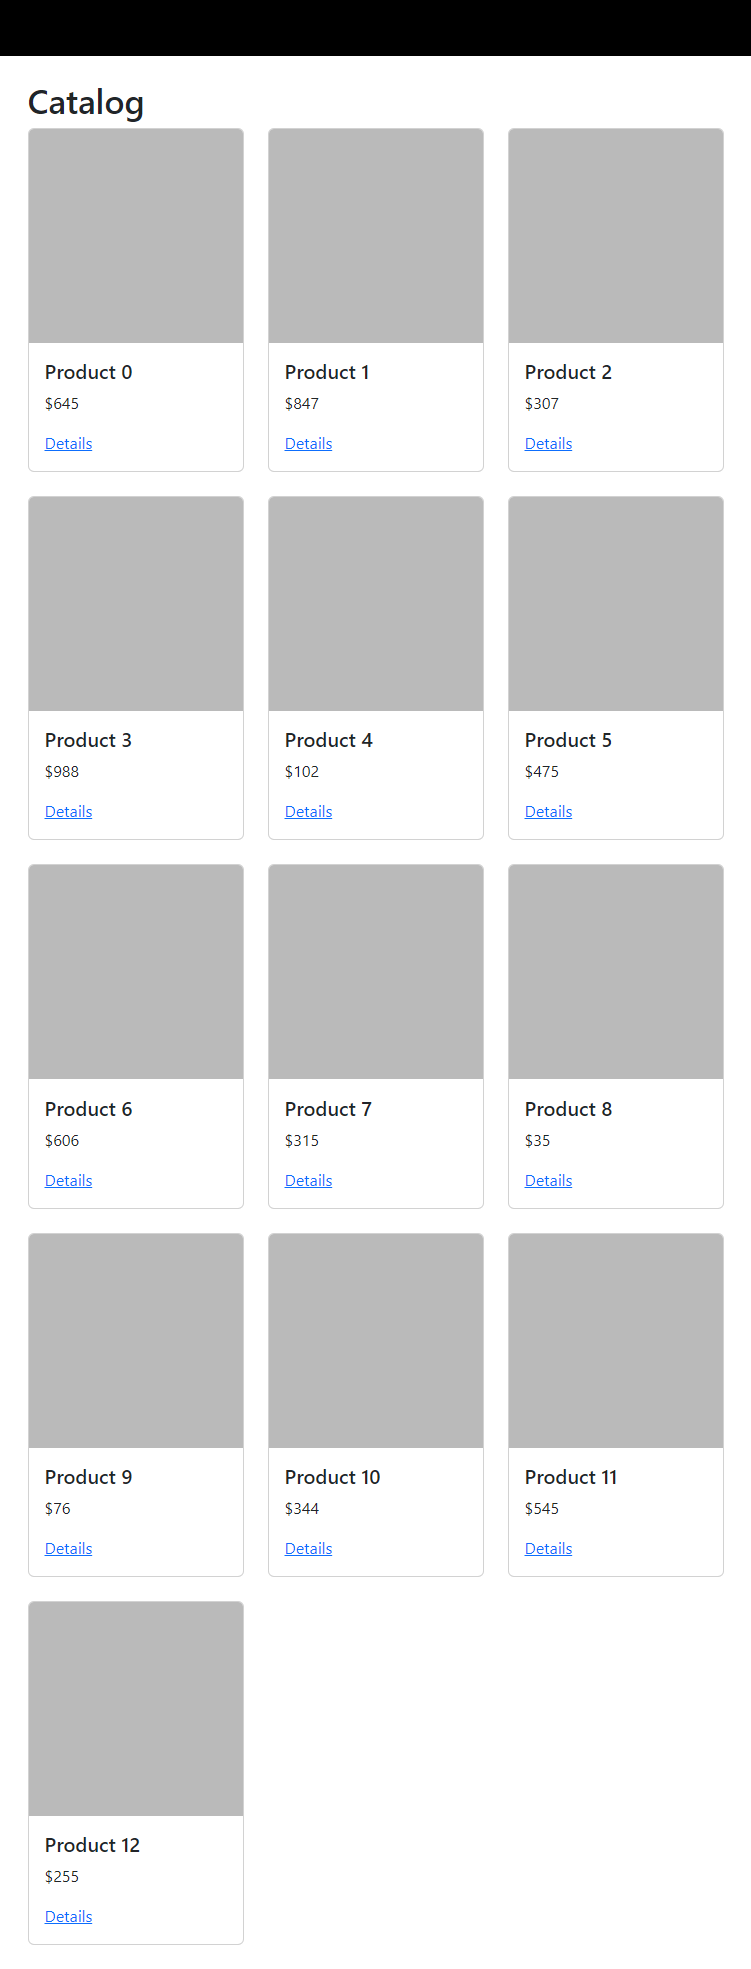 Catalog
Product 0
$645
Details
Product 1
$847
Details
Product 2
$307
Details
Product 3
$988
Details
Product 4
$102
Details
Product 5
$475
Details
Product 6
$606
Details
Product 7
$315
Details
Product 8
$35
Details
Product 9
$76
Details
Product 10
$344
Details
Product 11
$545
Details
Product 12
$255
Details